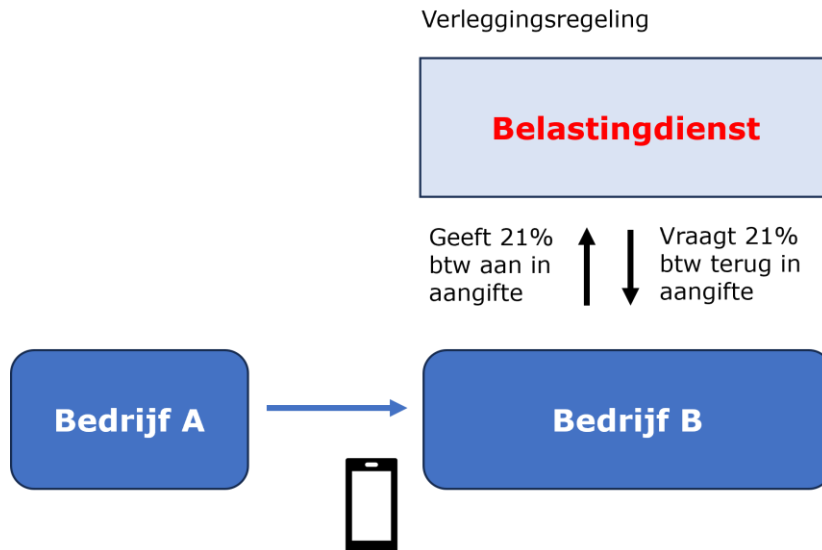 Verleggingsregeling
Belastingdienst
Geeft 21%
btw aan in
aangifte
Vraagt 21%
btw terug in
aangifte
Bedrijf A
Bedrijf B